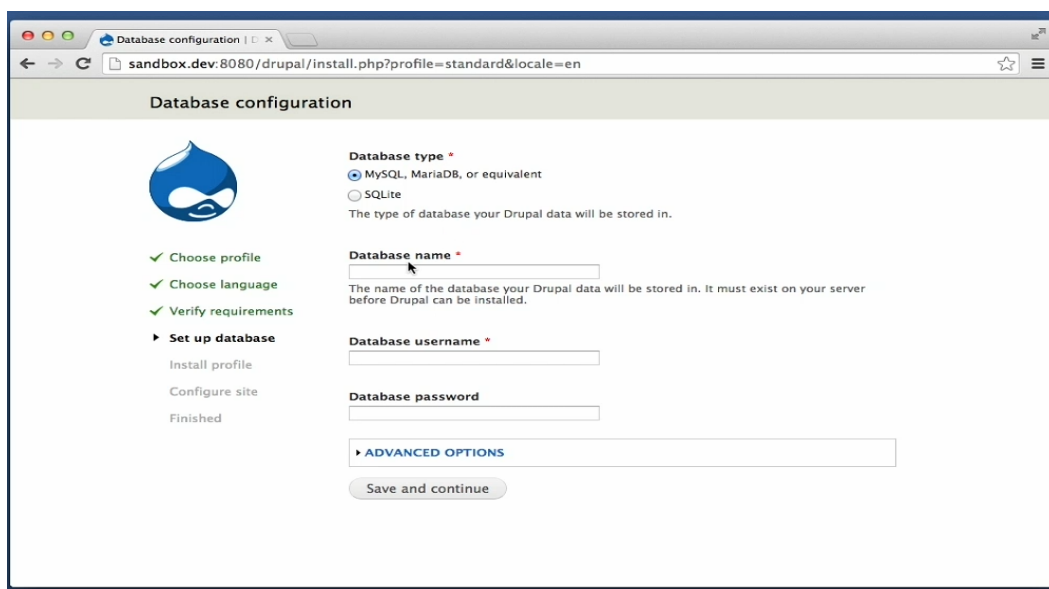 Database configuration | D
sandbox.dev:8080/drupal/install.php?profile=standard&locale=en
Database configuration
Choose profile
Choose language
Verify requirements
Set up database
Install profile
Configure site
Finished
Database type *
MySQL, MariaDB, or equivalent
SQLite
The type of database your Drupal data will be stored in.
Database name *
The name of the database your Drupal data will be stored in. It must exist on your server
before Drupal can be installed.
Database username *
Database password
ADVANCED OPTIONS
Save and continue